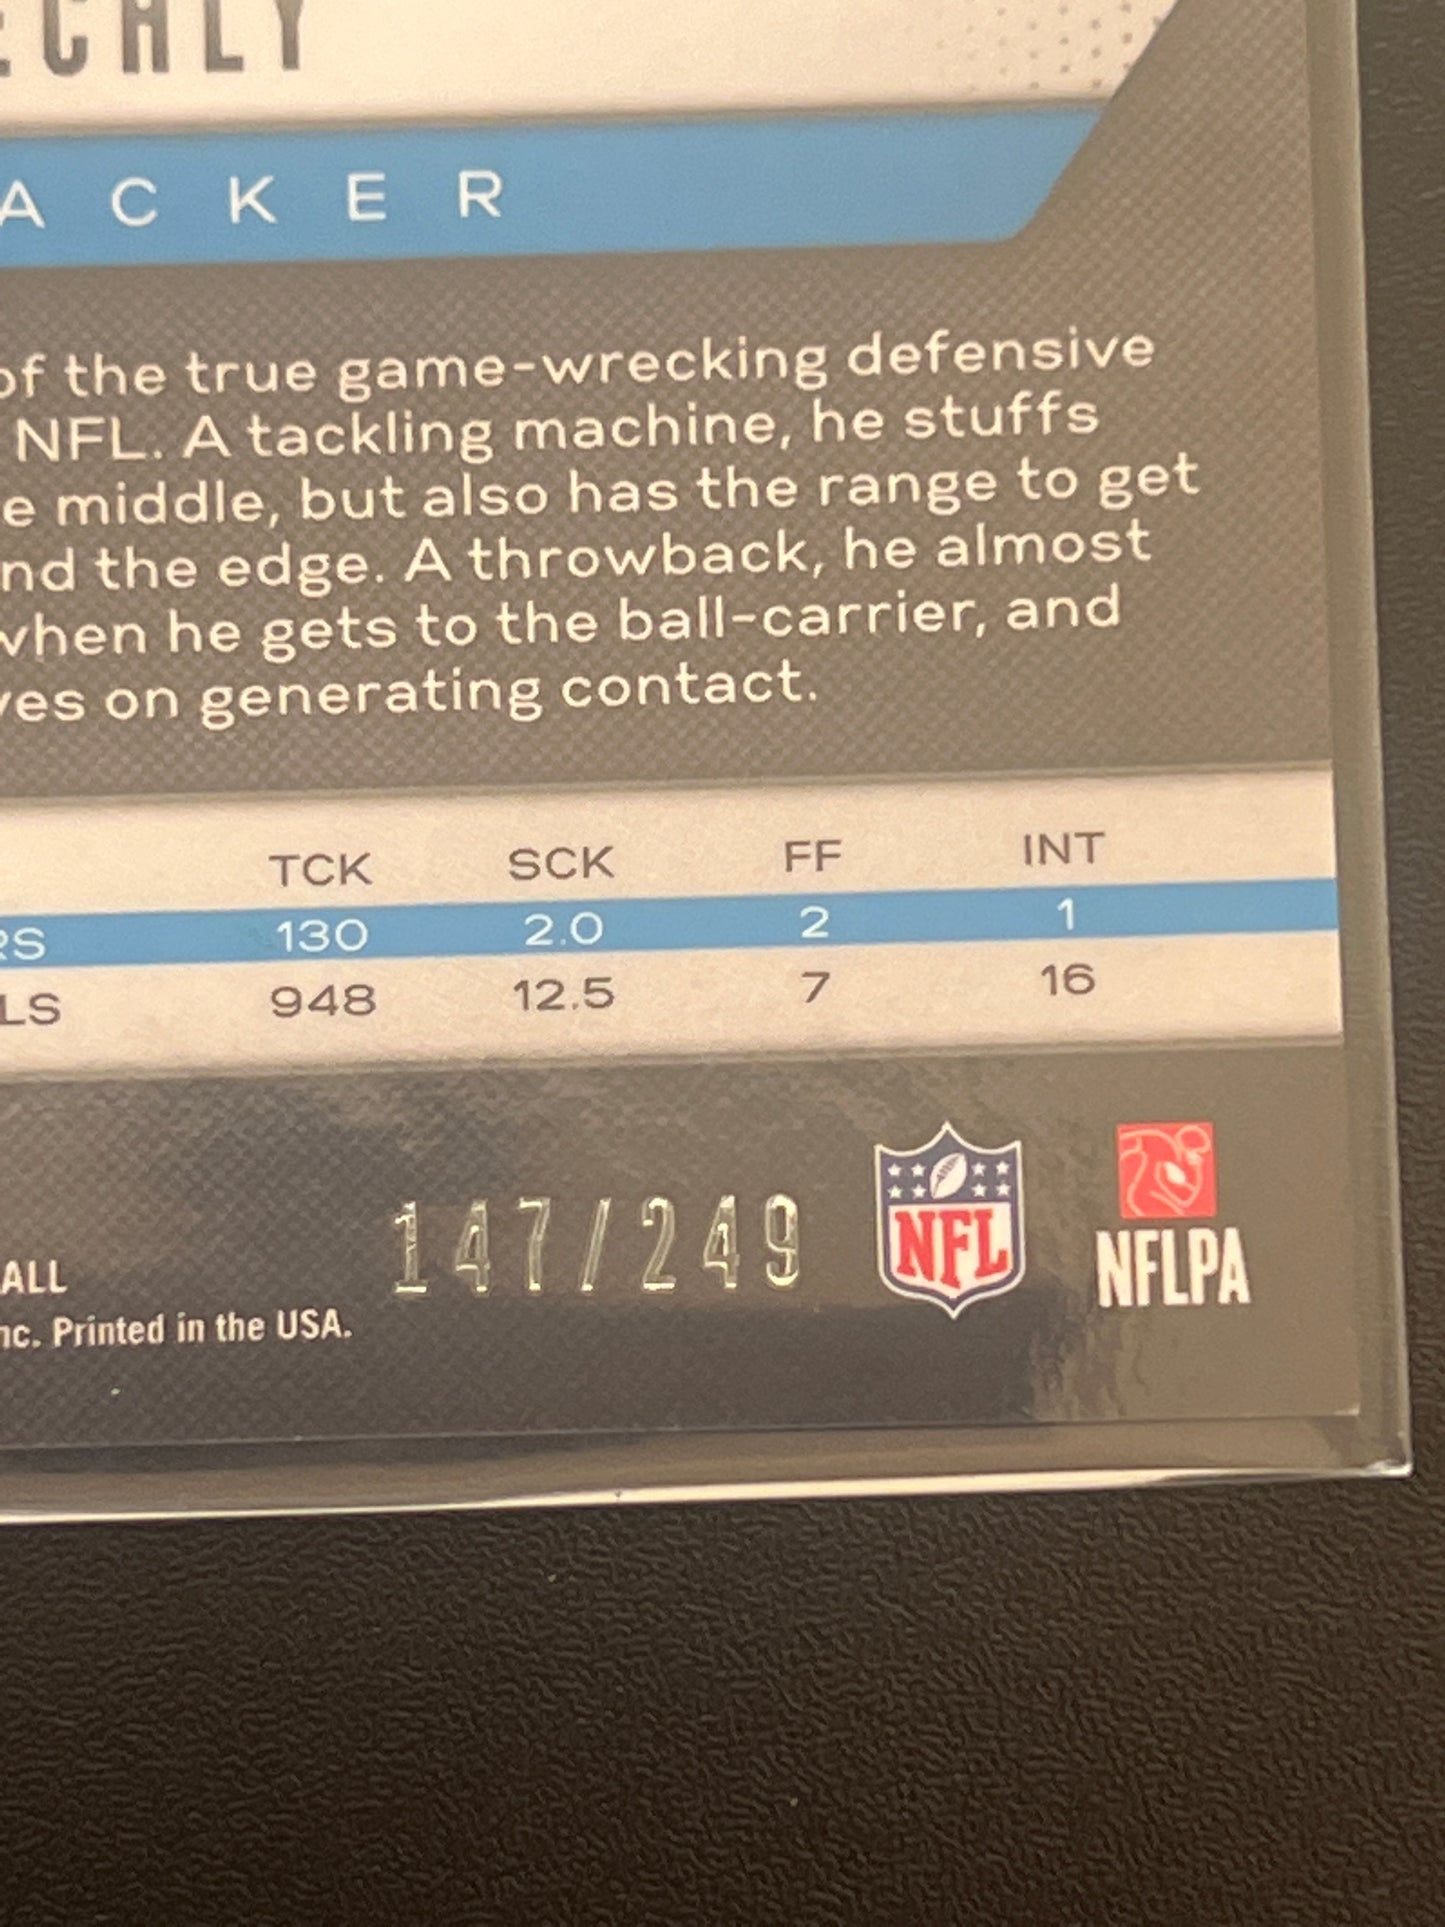 ECHLY
ACKER
of the true game-wrecking defensive
NFL. A tackling machine, he stuffs
e middle, but also has the range to get
nd the edge. A throwback, he almost
when he gets to the ball-carrier, and
ves on generating contact.
TCK SCK FF INT
RS 130 2.0 2 1
LS 948 12.5 7 16
147/249
NFL
NFLPA
ALL
nc. Printed in the USA.